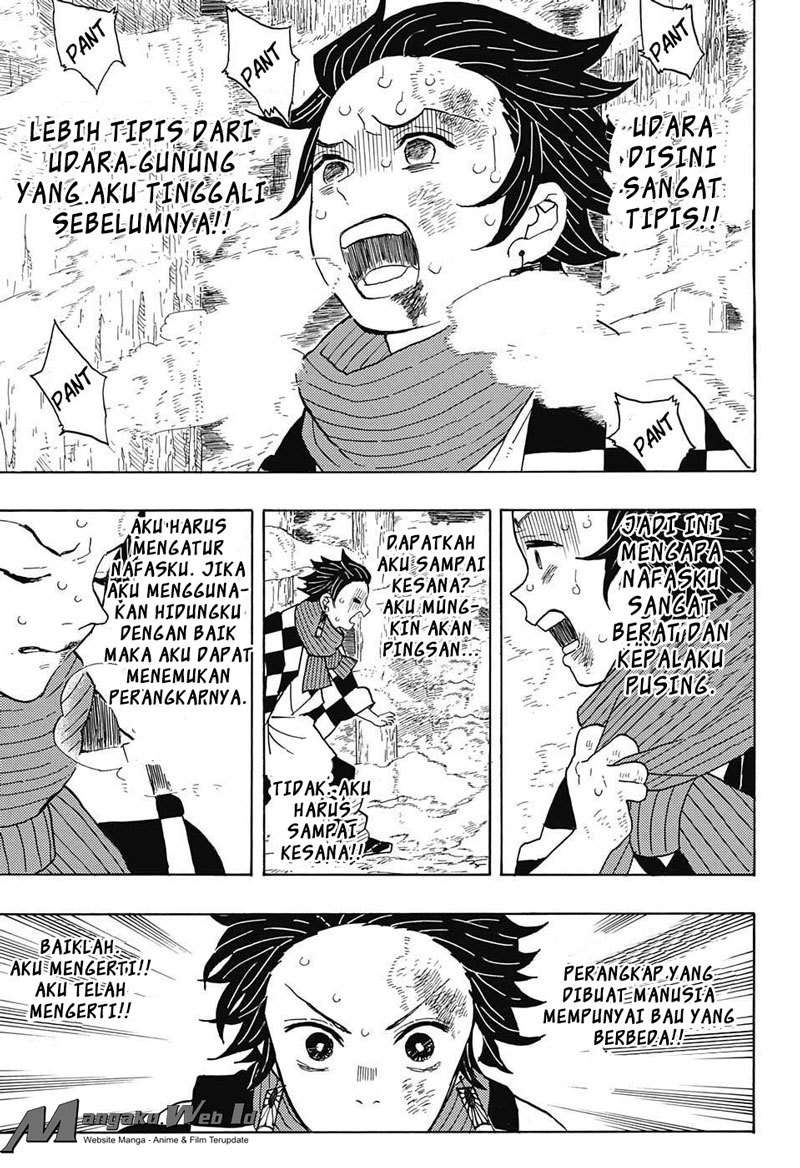 PANT
PANT
PANT
PANT
UDARA
DISINI
SANGAT
TIPIS!!
LEBIH TIPIS DARI
UDARA GUNUNG
YANG AKU TINGGALI
SEBELUMNYA!!
PANT
PANT
JADI INI
MENGAPA
NAFASKU
SANGAT
BERAT DAN
KEPALAKU
PUSING.
DAPATKAH
AKU SAMPAI
KESANA?
AKU MUNG-
KIN AKAN
PINGSAN...
TIDAK. AKU
HARUS
SAMPAI
KESANA!!
AKU HARUS
MENGATUR
NAFASKU. JIKA
AKU MENGGUNA-
KAN HIDUNGKU
DENGAN BAIK
MAKA AKU DAPAT
MENEMUKAN
PERANGKAPNYA.
PERANGKAP YANG
DIBUAT MANUSIA
MEMPUNYAI BAU YANG
BERBEDA!!
BAIKLAH.
AKU MENGERTI!!
AKU TELAH
MENGERTI!!
Mangaku.Web Id
Website Manga - Anime & Film Terupdate